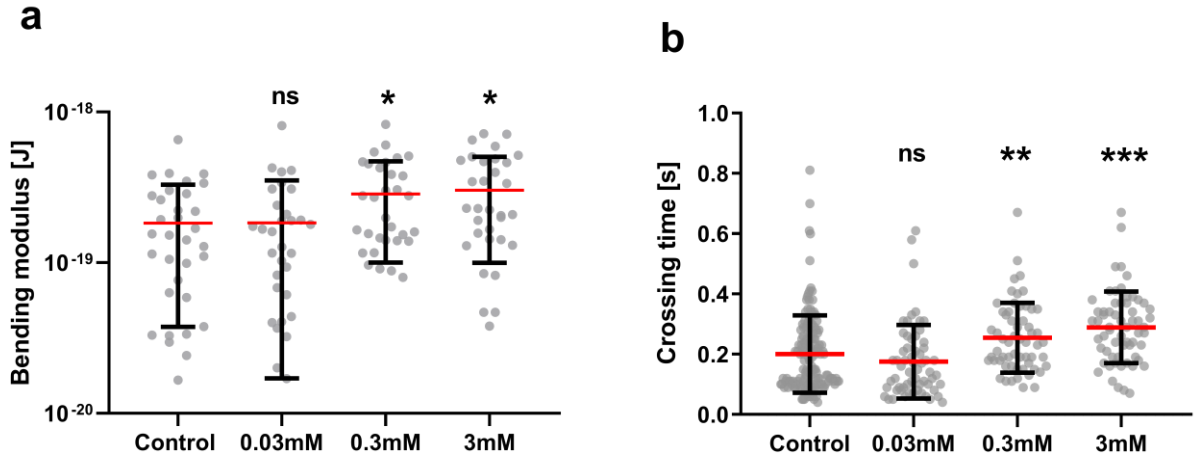 a
Bending modulus [J]
10-18
10-19
10-20
ns
*
*
Control
0.03mM
0.3mM
3mM
b
Crossing time [s]
1.0
0.8
0.6
0.4
0.2
0.0
ns
**
***
Control
0.03mM
0.3mM
3mM